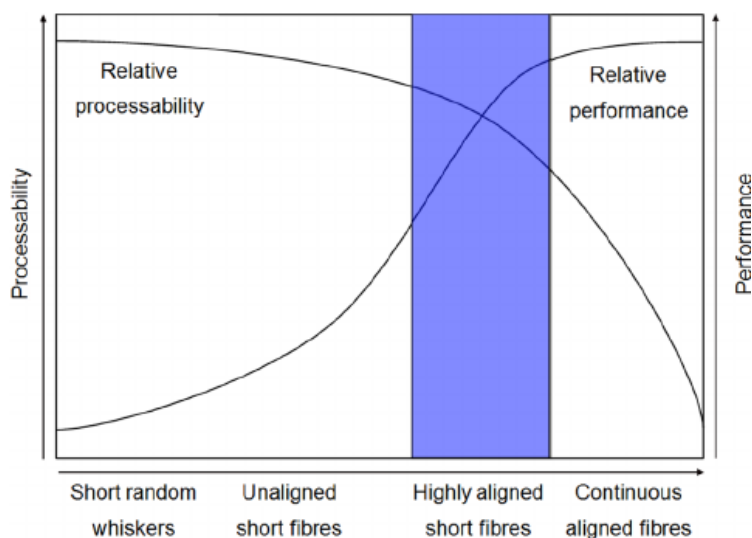 Relative
processability
Relative
performance
Processability
Performance
Short random
whiskers
Unaligned
short fibres
Highly aligned
short fibres
Continuous
aligned fibres